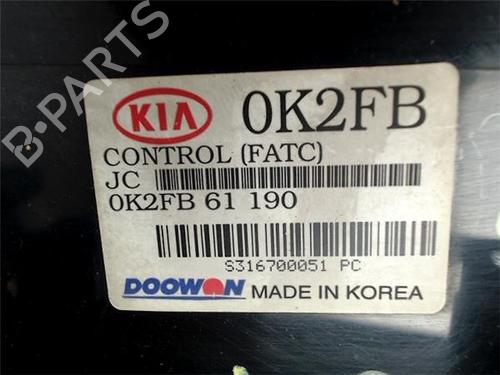 B-PARTS
KIA 0K2FB
CONTROL (FATC)
JC
0K2FB 61 190
S316700051 PC
DOOWON MADE IN KOREA